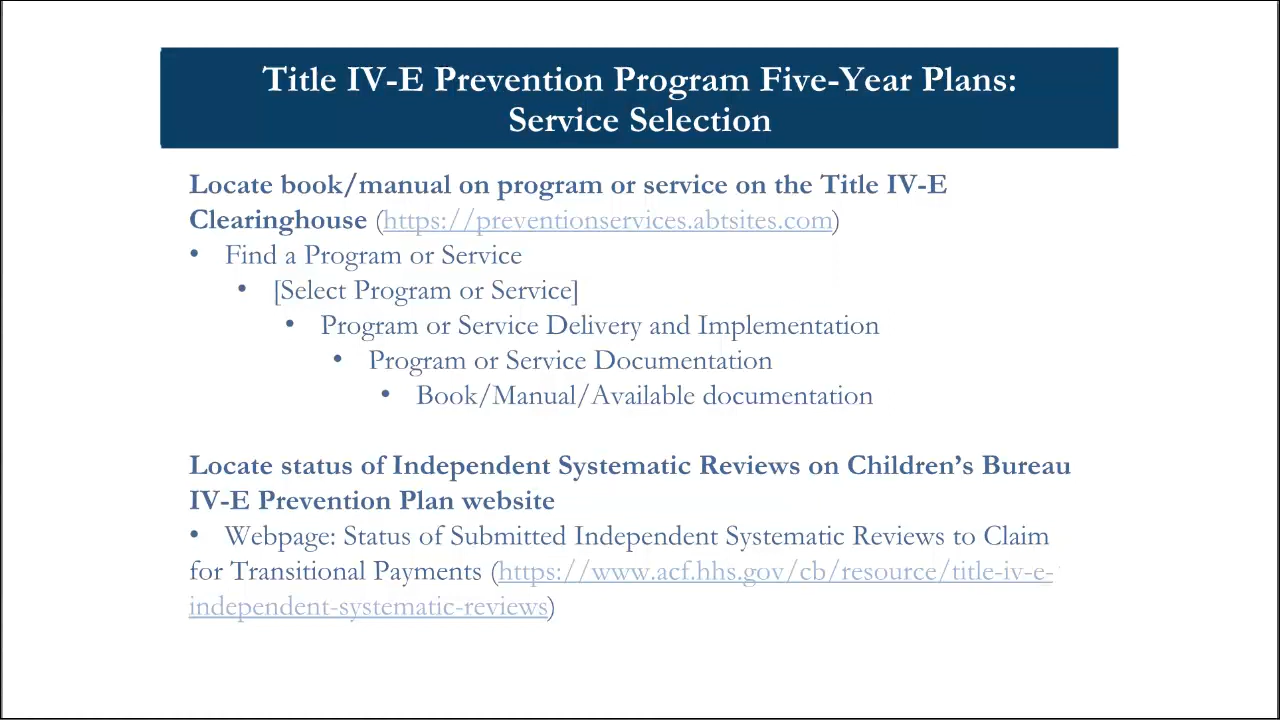 Title IV-E Prevention Program Five-Year Plans:
Service Selection
Locate book/manual on program or service on the Title IV-E
Clearinghouse (https://preventionservices.abtsites.com)
• Find a Program or Service
• [Select Program or Service]
• Program or Service Delivery and Implementation
• Program or Service Documentation
• Book/Manual/Available documentation
Locate status of Independent Systematic Reviews on Children's Bureau
IV-E Prevention Plan website
• Webpage: Status of Submitted Independent Systematic Reviews to Claim
for Transitional Payments (https://www.acf.hhs.gov/cb/resource/title-iv-e-
independent-systematic-reviews)